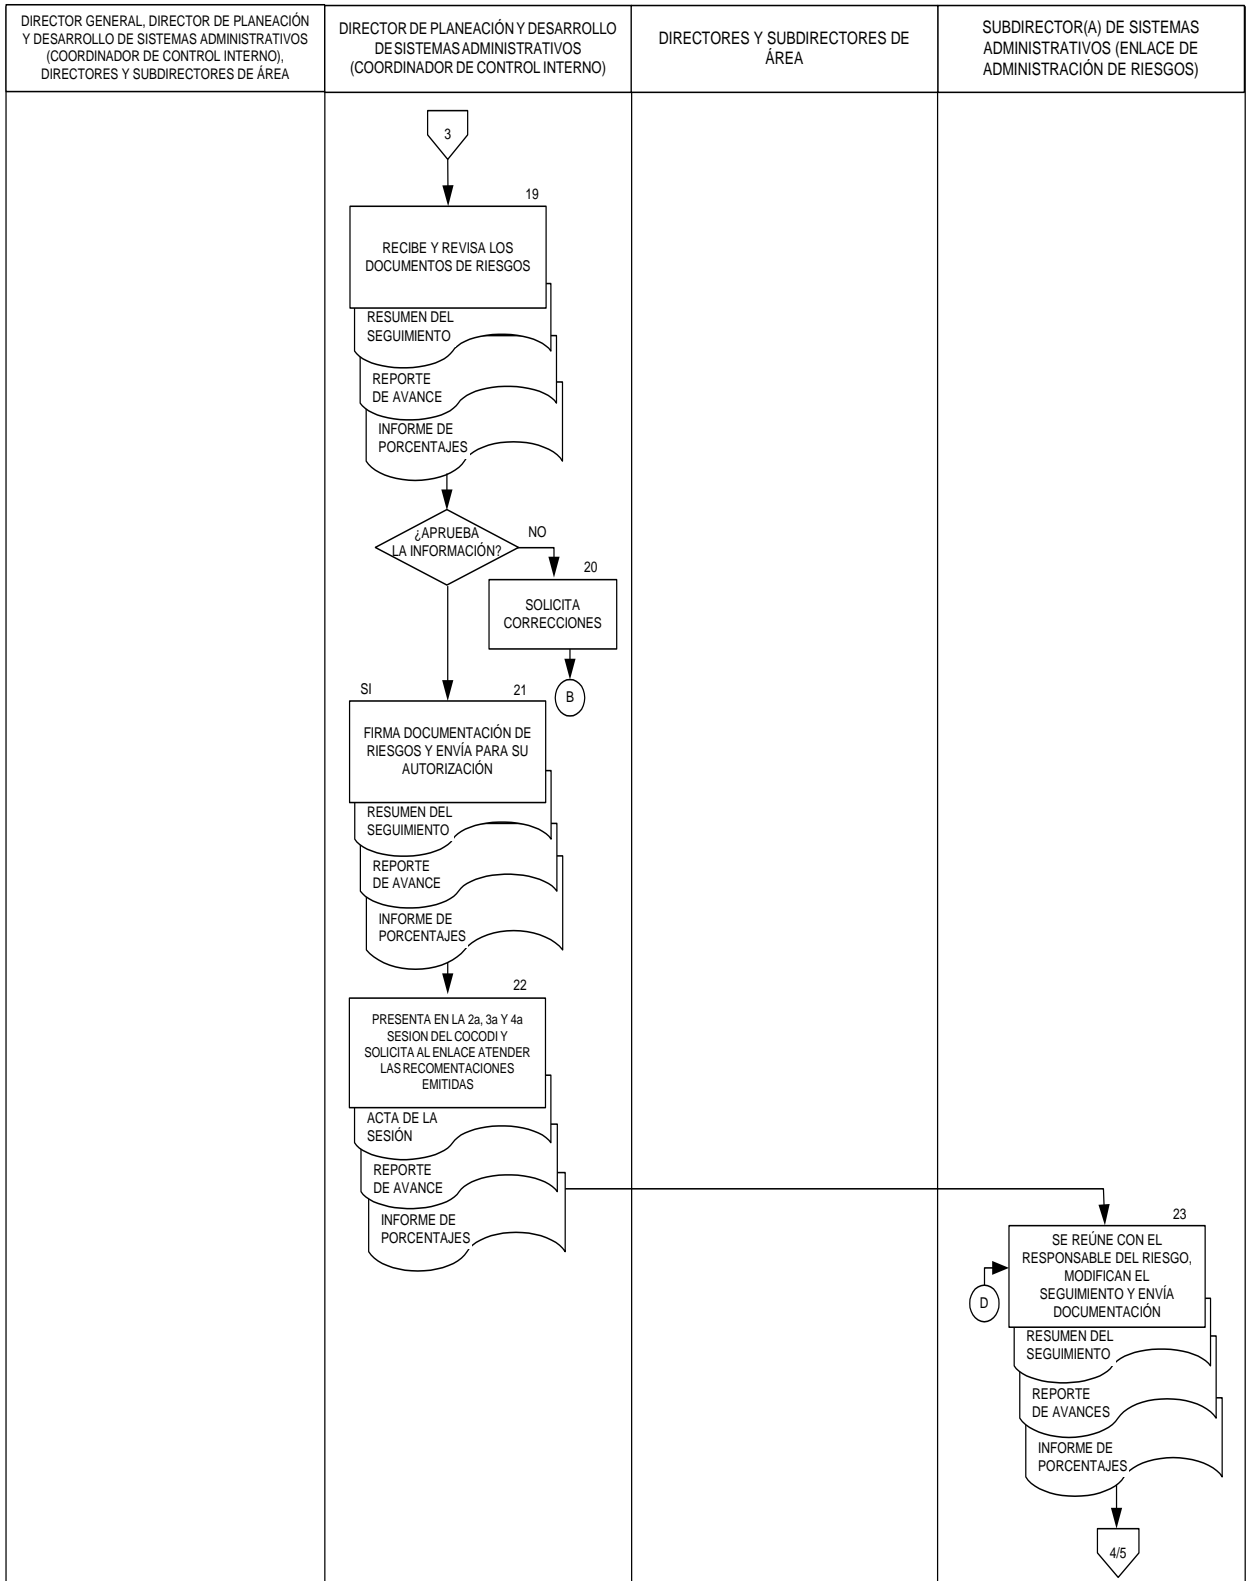 DIRECTOR GENERAL, DIRECTOR DE PLANEACIÓN
Y DESARROLLO DE SISTEMAS ADMINISTRATIVOS
(COORDINADOR DE CONTROL INTERNO),
DIRECTORES Y SUBDIRECTORES DE ÁREA
DIRECTOR DE PLANEACIÓN Y DESARROLLO
DE SISTEMAS ADMINISTRATIVOS
(COORDINADOR DE CONTROL INTERNO)
DIRECTORES Y SUBDIRECTORES DE
ÁREA
SUBDIRECTOR(A) DE SISTEMAS
ADMINISTRATIVOS (ENLACE DE
ADMINISTRACIÓN DE RIESGOS)
3
19
RECIBE Y REVISA LOS
DOCUMENTOS DE RIESGOS
RESUMEN DEL
SEGUIMIENTO
REPORTE
DE AVANCE
INFORME DE
PORCENTAJES
¿APRUEBA
LA INFORMACIÓN?
NO
20
SOLICITA
CORRECCIONES
B
SI
21
FIRMA DOCUMENTACIÓN DE
RIESGOS Y ENVÍA PARA SU
AUTORIZACIÓN
RESUMEN DEL
SEGUIMIENTO
REPORTE
DE AVANCE
INFORME DE
PORCENTAJES
22
PRESENTA EN LA 2a, 3a Y 4a
SESION DEL COCODI Y
SOLICITA AL ENLACE ATENDER
LAS RECOMENTACIONES
EMITIDAS
ACTA DE LA
SESIÓN
REPORTE
DE AVANCE
INFORME DE
PORCENTAJES
23
SE REÚNE CON EL
RESPONSABLE DEL RIESGO,
MODIFICAN EL
SEGUIMIENTO Y ENVÍA
DOCUMENTACIÓN
D
RESUMEN DEL
SEGUIMIENTO
REPORTE
DE AVANCES
INFORME DE
PORCENTAJES
4/5